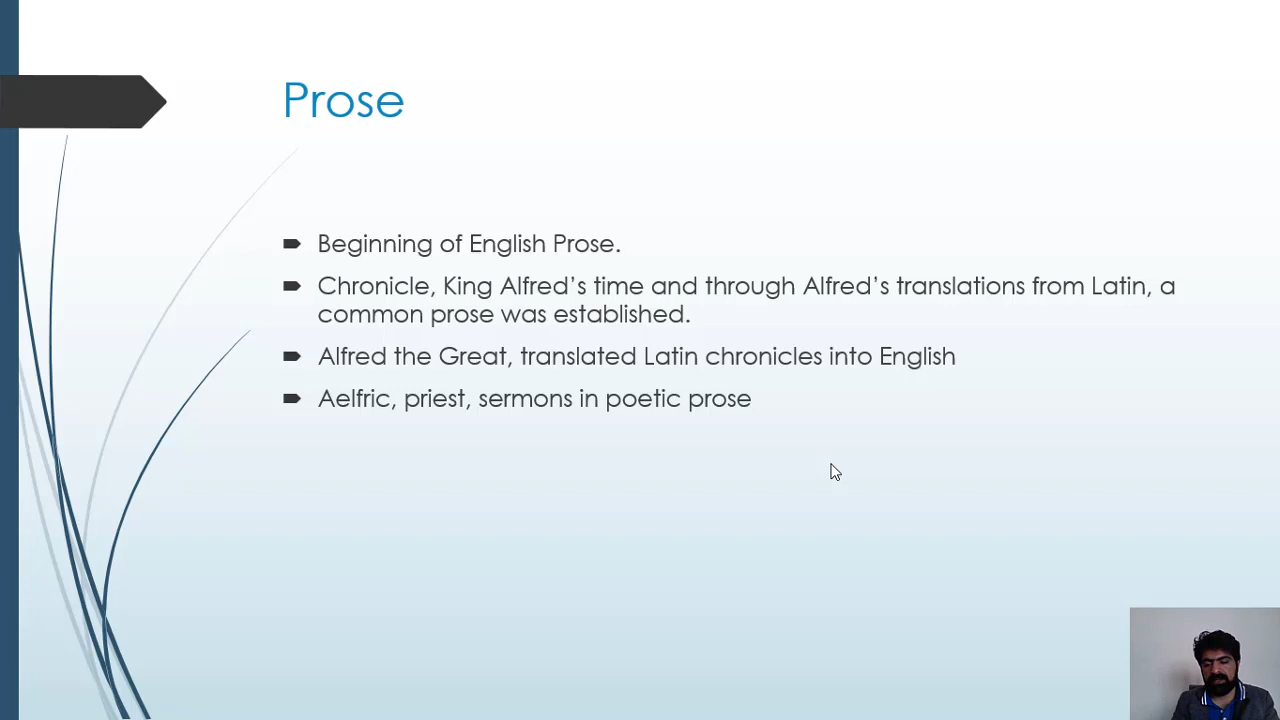 Prose
Beginning of English Prose.
Chronicle, King Alfred’s time and through Alfred’s translations from Latin, a
common prose was established.
Alfred the Great, translated Latin chronicles into English
Aelfric, priest, sermons in poetic prose